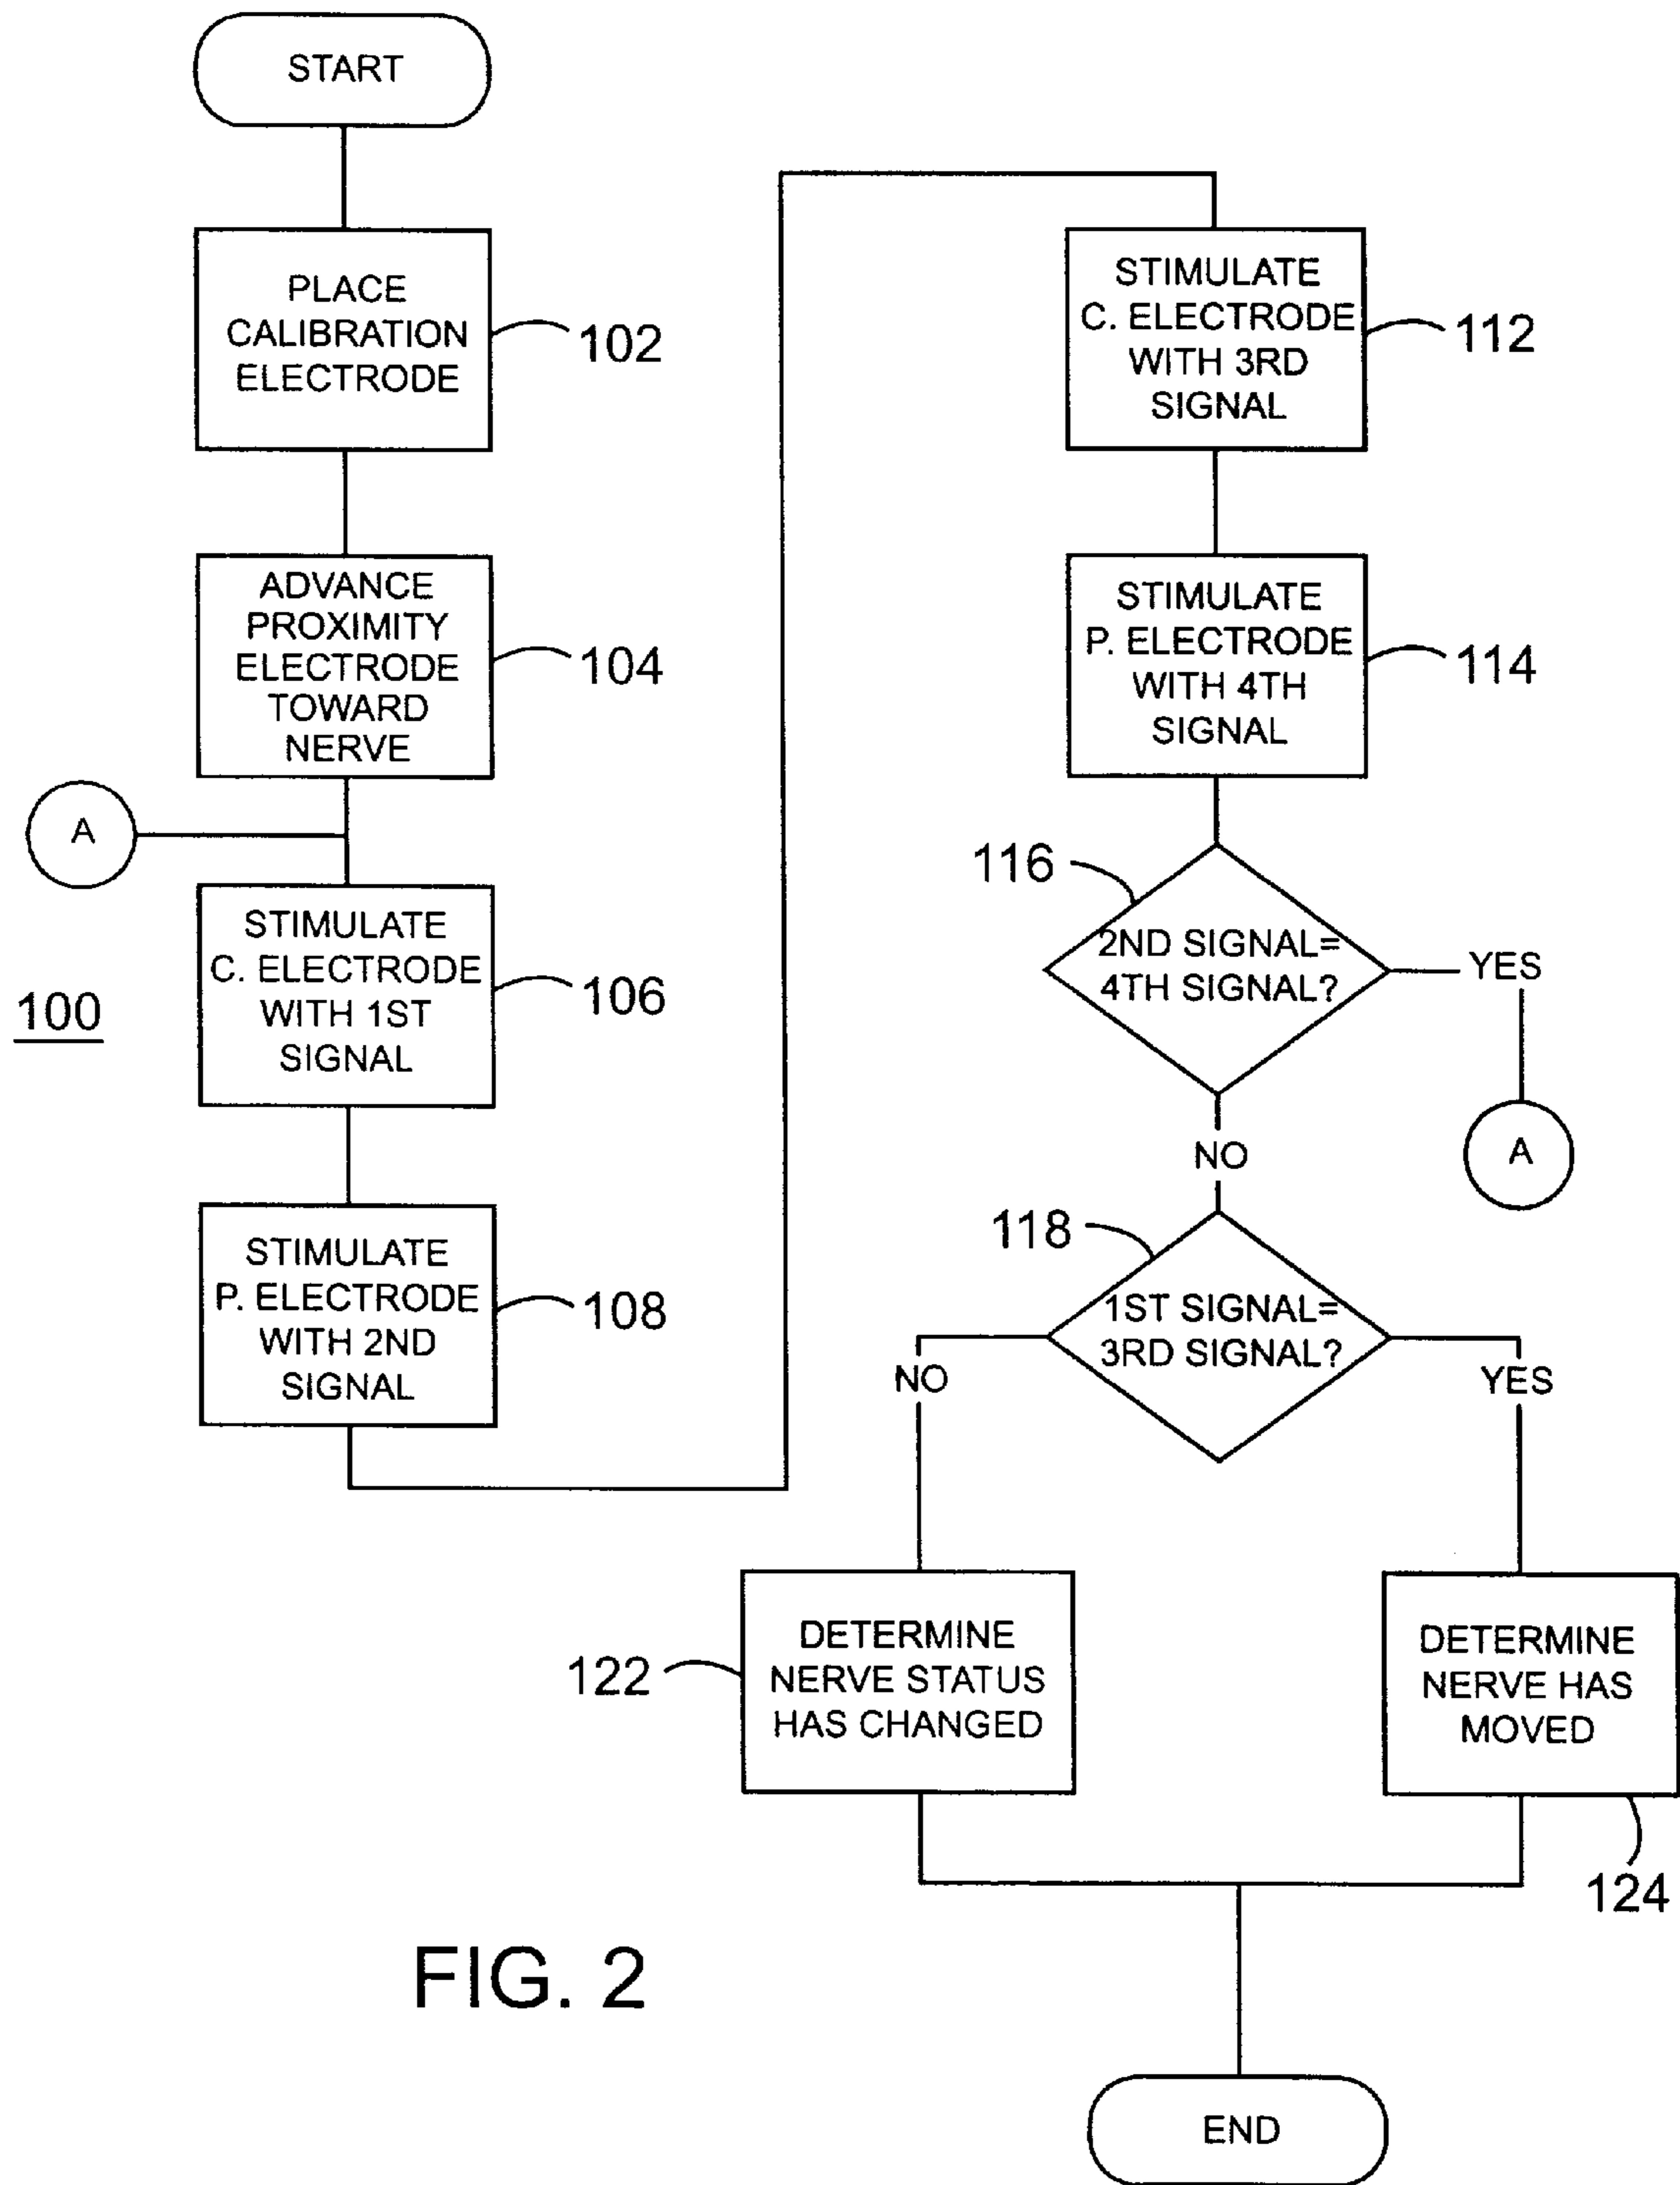 START
PLACE
CALIBRATION
ELECTRODE
102
ADVANCE
PROXIMITY
ELECTRODE
TOWARD
NERVE
104
A
STIMULATE
C. ELECTRODE
WITH 1ST
SIGNAL
106
100
STIMULATE
P. ELECTRODE
WITH 2ND
SIGNAL
108
STIMULATE
C. ELECTRODE
WITH 3RD
SIGNAL
112
STIMULATE
P. ELECTRODE
WITH 4TH
SIGNAL
114
116
2ND SIGNAL=
4TH SIGNAL?
YES
A
NO
118
1ST SIGNAL=
3RD SIGNAL?
NO
YES
DETERMINE
NERVE STATUS
HAS CHANGED
122
DETERMINE
NERVE HAS
MOVED
124
END
FIG. 2